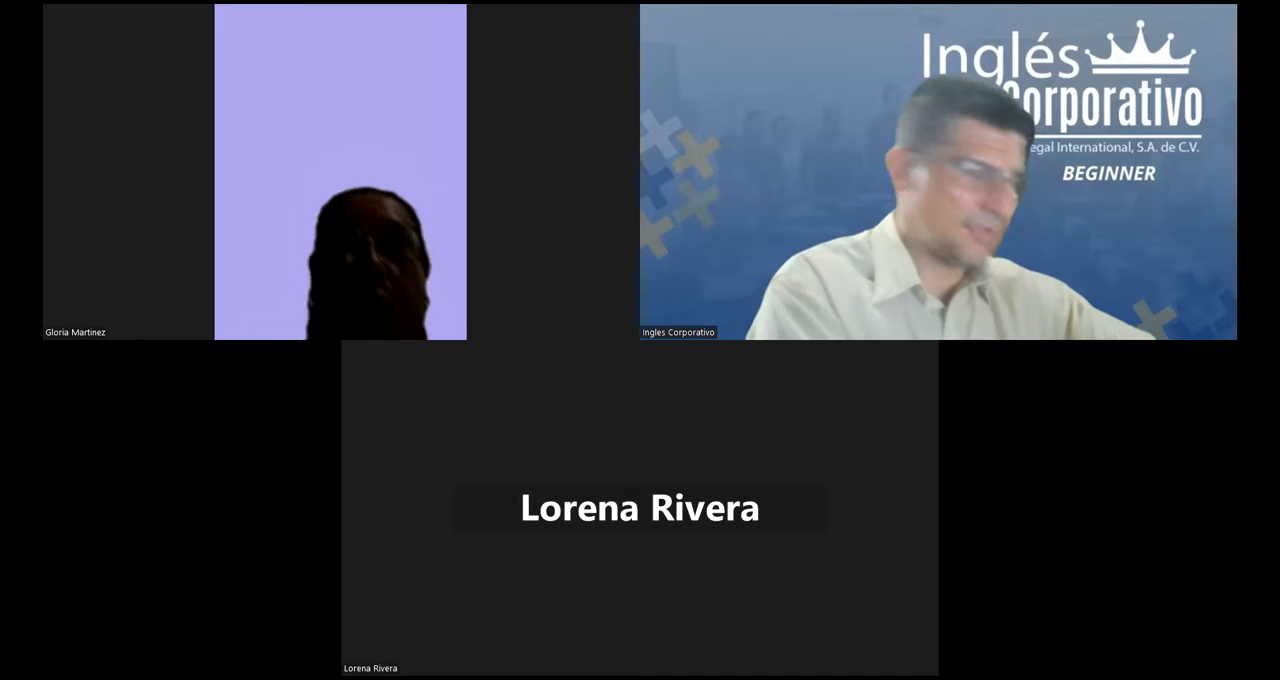 Inglés
Corporativo
egal International, S.A. de C.V.
BEGINNER
Gloria Martinez
Ingles Corporativo
Lorena Rivera
Lorena Rivera